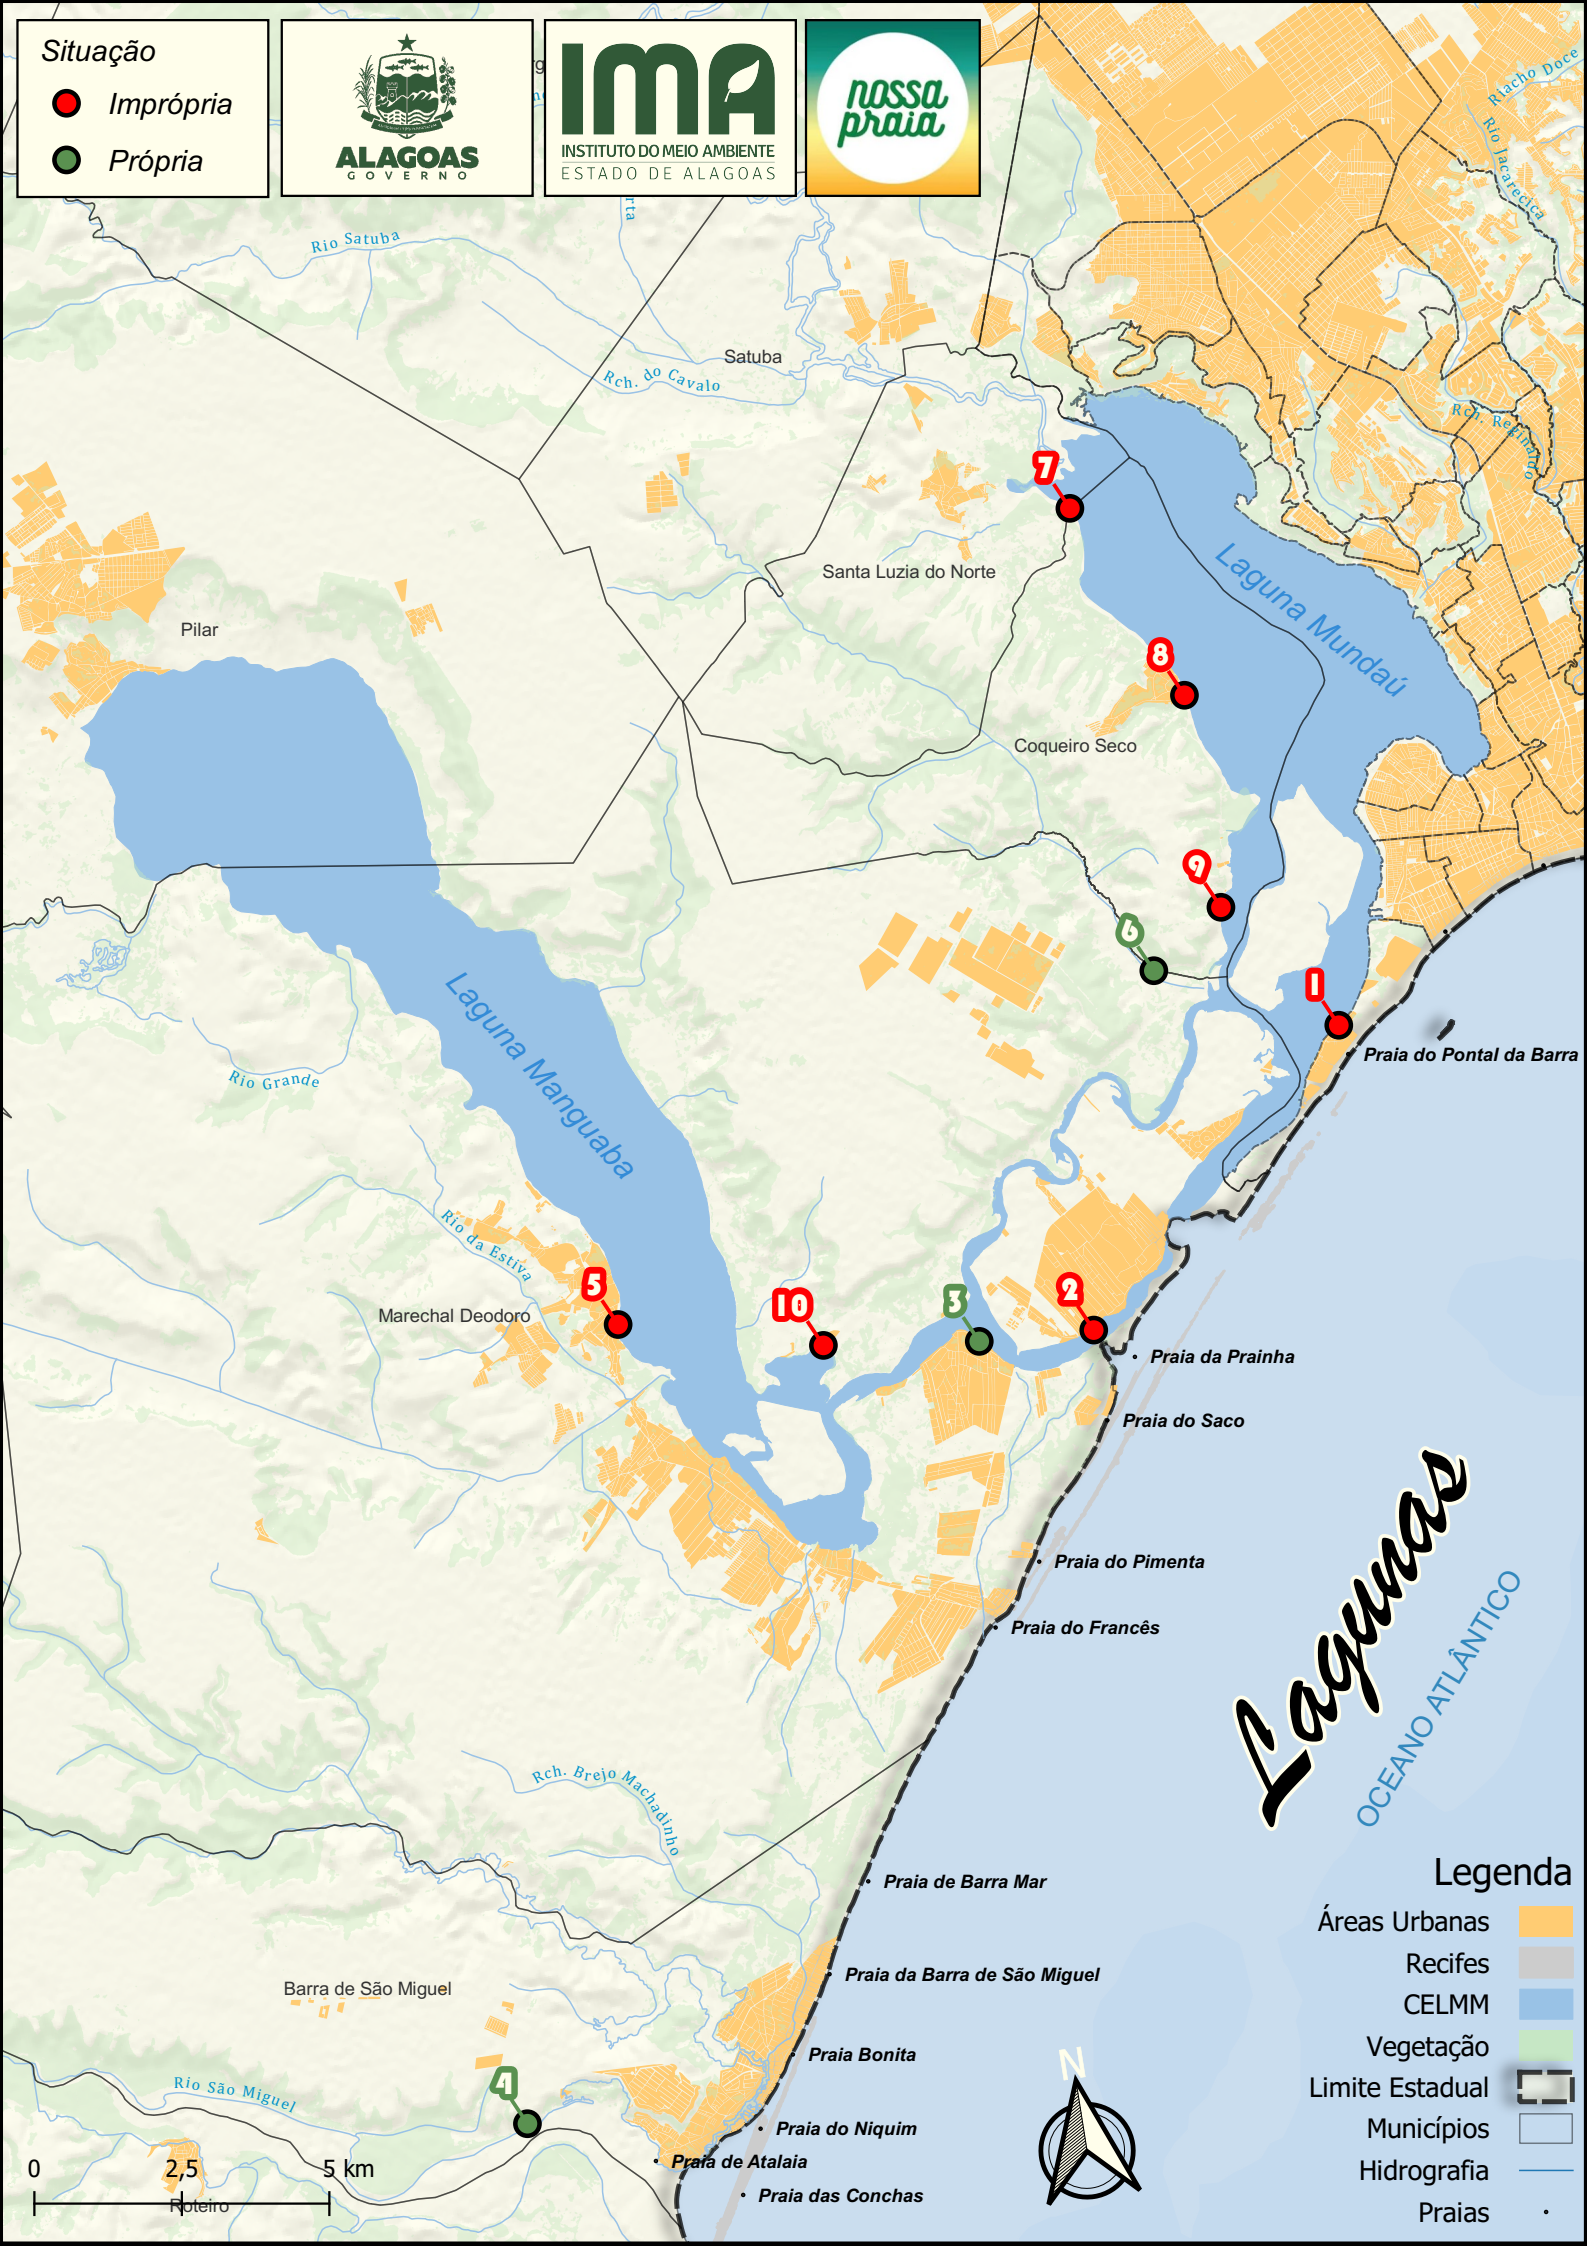 Situação
Imprópria
Própria
ALAGOAS
GOVERNO
IMA
INSTITUTO DO MEIO AMBIENTE
ESTADO DE ALAGOAS
nossa
praia
Riacho Doce
Rio Jacarecica
Rio Satuba
Satuba
Rch. do Cavalo
Rch. Reginaldo
7
Santa Luzia do Norte
Laguna Mundaú
Pilar
8
Coqueiro Seco
9
6
1
Laguna Manguaba
Praia do Pontal da Barra
Rio Grande
Rio da Estiva
5
Marechal Deodoro
10
3
2
Praia da Prainha
Praia do Saco
Praia do Pimenta
Praia do Francês
Lagunas
OCEANO ATLÂNTICO
Rch. Brejo Machadinho
Praia de Barra Mar
Praia da Barra de São Miguel
Barra de São Miguel
Praia Bonita
4
Rio São Miguel
Praia do Niquim
Praia de Atalaia
Praia das Conchas
0 2,5 5 km
Roteiro
N
Legenda
Áreas Urbanas
Recifes
CELMM
Vegetação
Limite Estadual
Municípios
Hidrografia
Praias